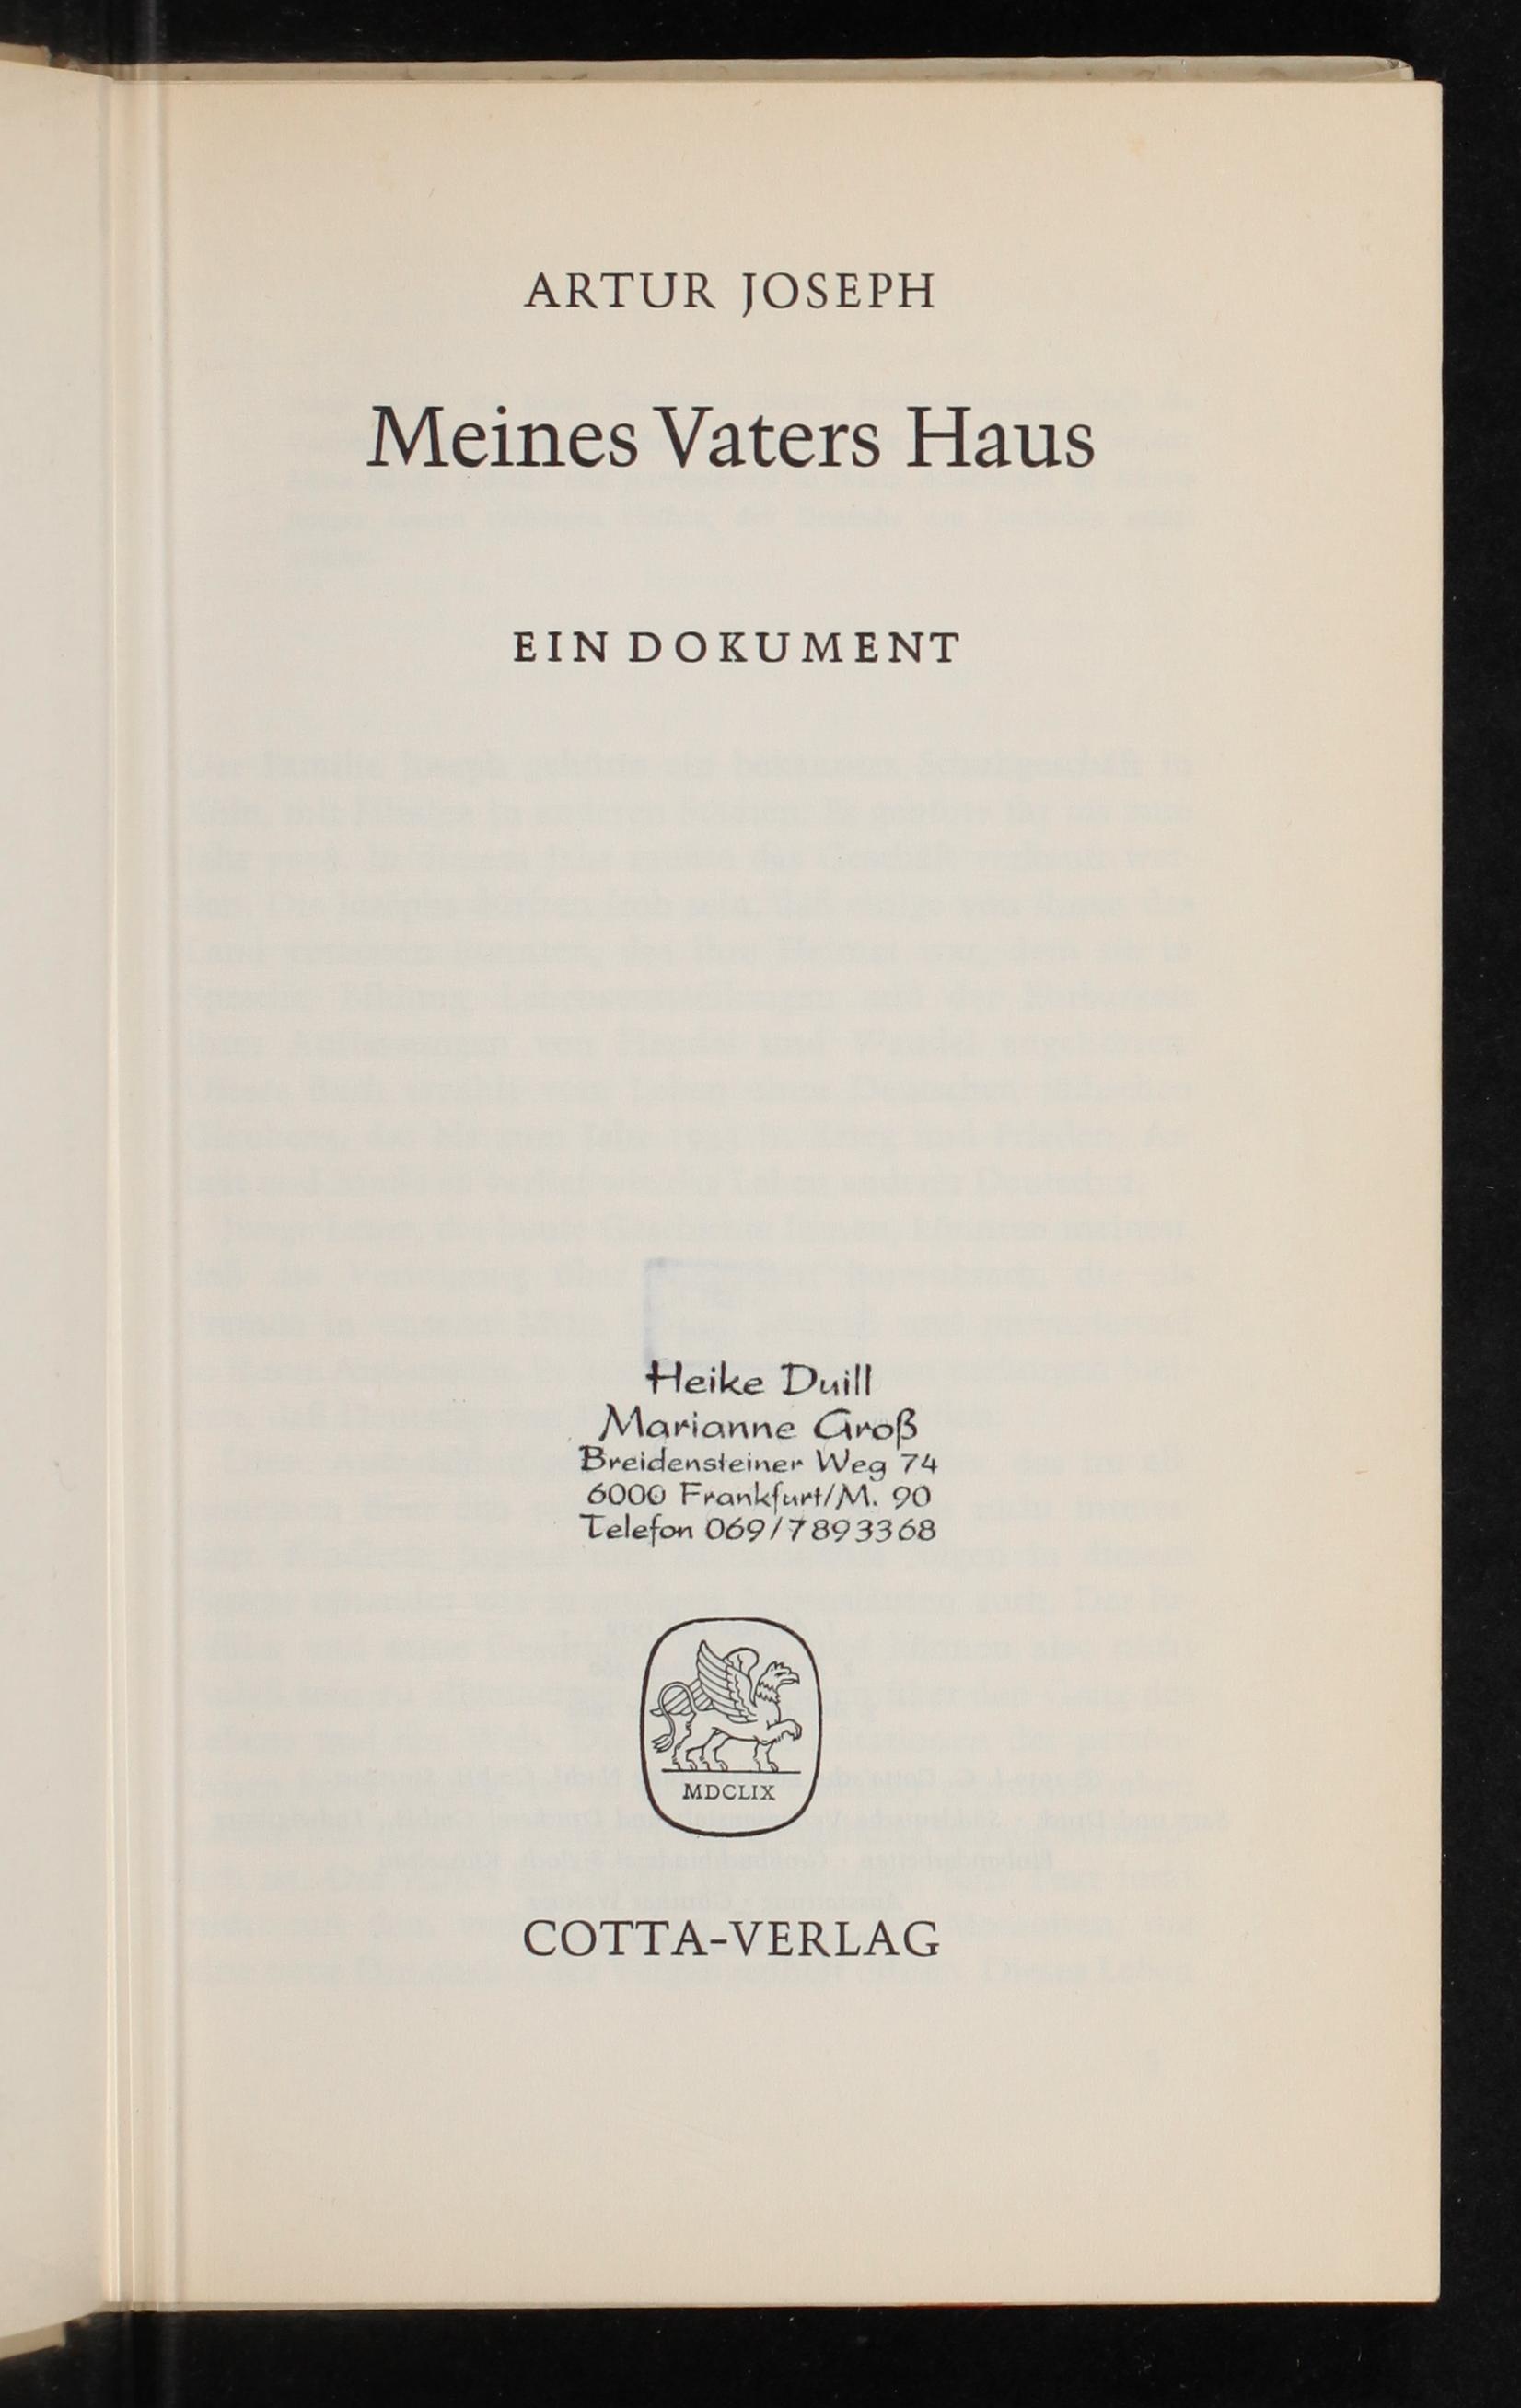 ARTUR JOSEPH
Meines Vaters Haus
EIN DOKUMENT
Heike Duill
Marianne Groß
Breidensteiner Weg 74
6000 Frankfurt/M. 90
Telefon 069/7893368
MDCLIX
COTTA-VERLAG